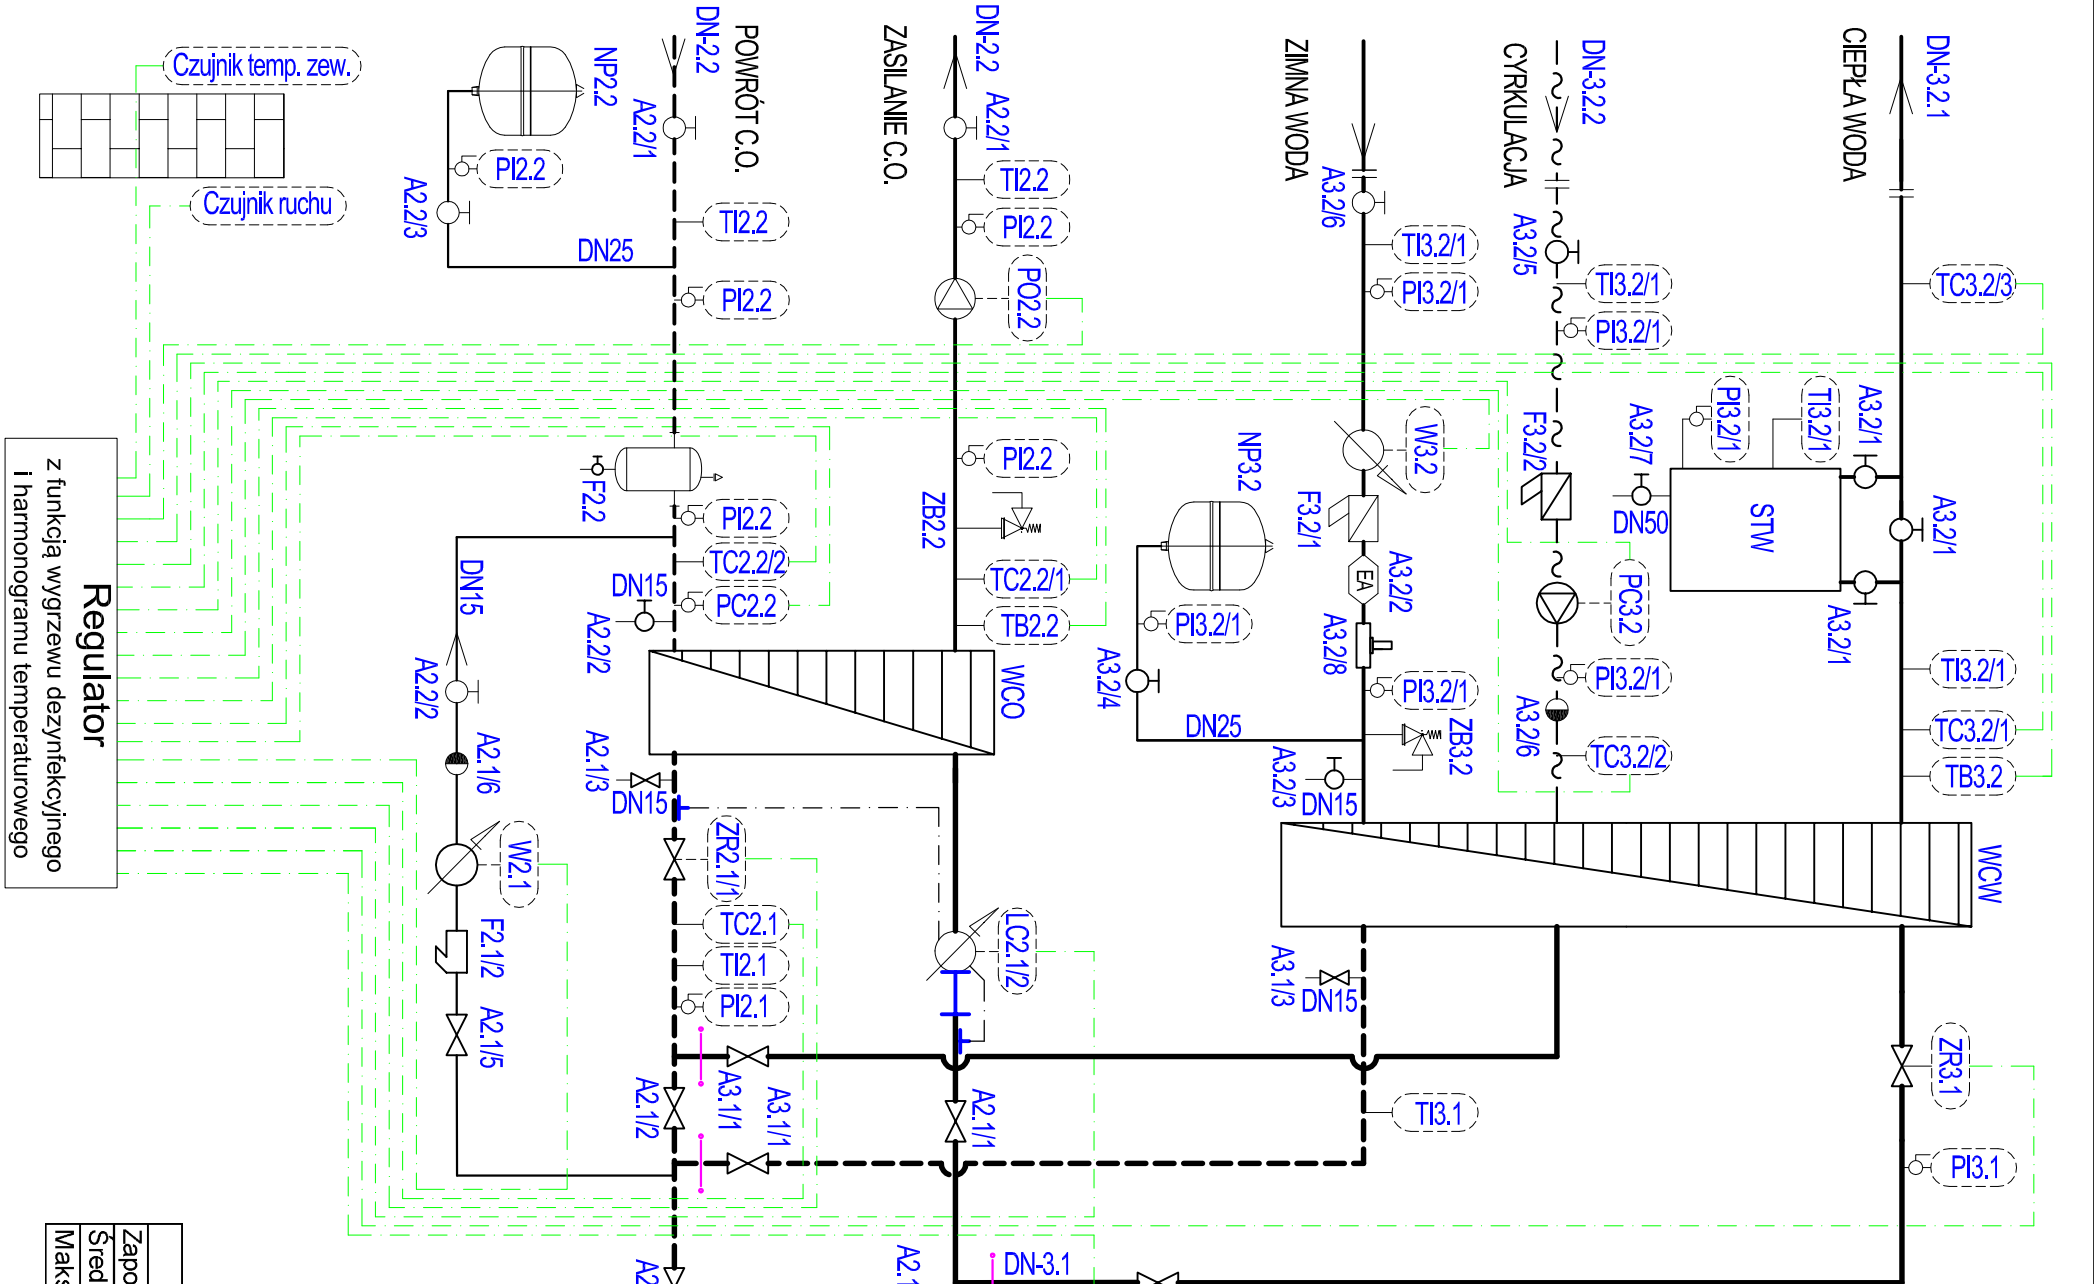 DN-2.2
POWRÓT C.O.
DN-2.2
ZASILANIE C.O.
ZIMNA WODA
DN-3.2.2
CYRKULACJA
DN-3.2.1
CIEPŁA WODA
Czujnik temp. zew.
Czujnik ruchu
NP2.2
PI2.2
A2.2/3
DN25
A2.2/1
TI2.2
PI2.2
A2.2/1
TI2.2
PI2.2
PO2.2
A3.2/6
TI3.2/1
PI3.2/1
A3.2/5
TI3.2/1
PI3.2/1
TC3.2/3
PI3.2/1
TI3.2/1
A3.2/1
A3.2/7
DN50
STW
A3.2/1
A3.2/1
F3.2/2
W3.2
NP3.2
F3.2/1
EA
A3.2/2
A3.2/8
PI3.2/1
A3.2/4
DN25
PI3.2/1
ZB3.2
A3.2/3
DN15
PC3.2
PI3.2/1
A3.2/6
TC3.2/2
TI3.2/1
TC3.2/1
TB3.2
PI2.2
ZB2.2
TC2.2/1
TB2.2
F2.2
PI2.2
TC2.2/2
PC2.2
DN15
A2.2/2
DN15
A2.2/2
A2.1/6
W2.1
F2.1/2
A2.1/5
WCO
WCW
A2.1/3
DN15
ZR2.1/1
TC2.1
TI2.1
PI2.1
LC2.1/2
A3.1/3
DN15
ZR3.1
TI3.1
PI3.1
A2.1/1
A3.1/1
A3.1/1
A2.1/2
DN-3.1
Regulator
z funkcją wygrzewu dezynfekcyjnego
i harmonogramu temperaturowego.